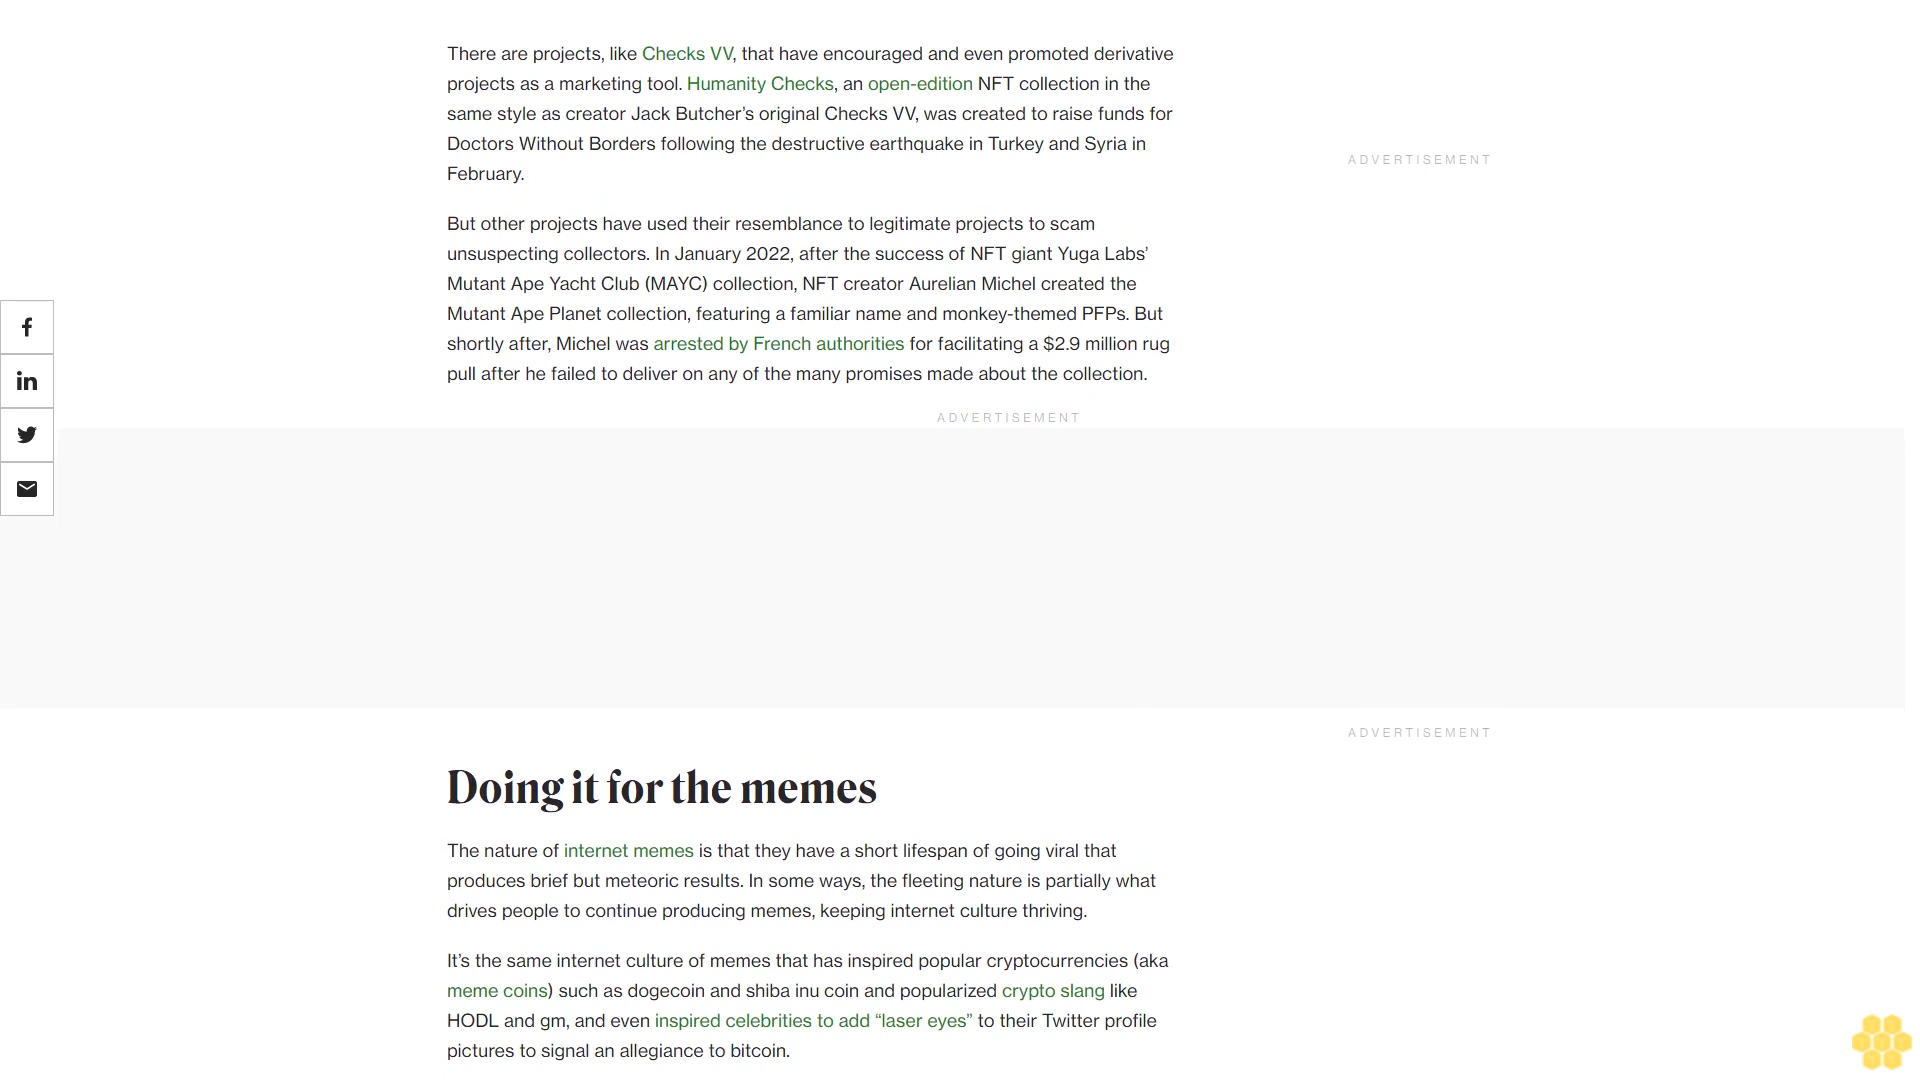 There are projects, like Checks VV, that have encouraged and even promoted derivative
projects as a marketing tool. Humanity Checks, an open-edition NFT collection in the
same style as creator Jack Butcher’s original Checks VV, was created to raise funds for
Doctors Without Borders following the destructive earthquake in Turkey and Syria in
February.
ADVERTISEMENT
But other projects have used their resemblance to legitimate projects to scam
unsuspecting collectors. In January 2022, after the success of NFT giant Yuga Labs’
Mutant Ape Yacht Club (MAYC) collection, NFT creator Aurelian Michel created the
Mutant Ape Planet collection, featuring a familiar name and monkey-themed PFPs. But
shortly after, Michel was arrested by French authorities for facilitating a $2.9 million rug
pull after he failed to deliver on any of the many promises made about the collection.
ADVERTISEMENT
ADVERTISEMENT
Doing it for the memes
The nature of internet memes is that they have a short lifespan of going viral that
produces brief but meteoric results. In some ways, the fleeting nature is partially what
drives people to continue producing memes, keeping internet culture thriving.
It’s the same internet culture of memes that has inspired popular cryptocurrencies (aka
meme coins) such as dogecoin and shiba inu coin and popularized crypto slang like
HODL and gm, and even inspired celebrities to add “laser eyes” to their Twitter profile
pictures to signal an allegiance to bitcoin.